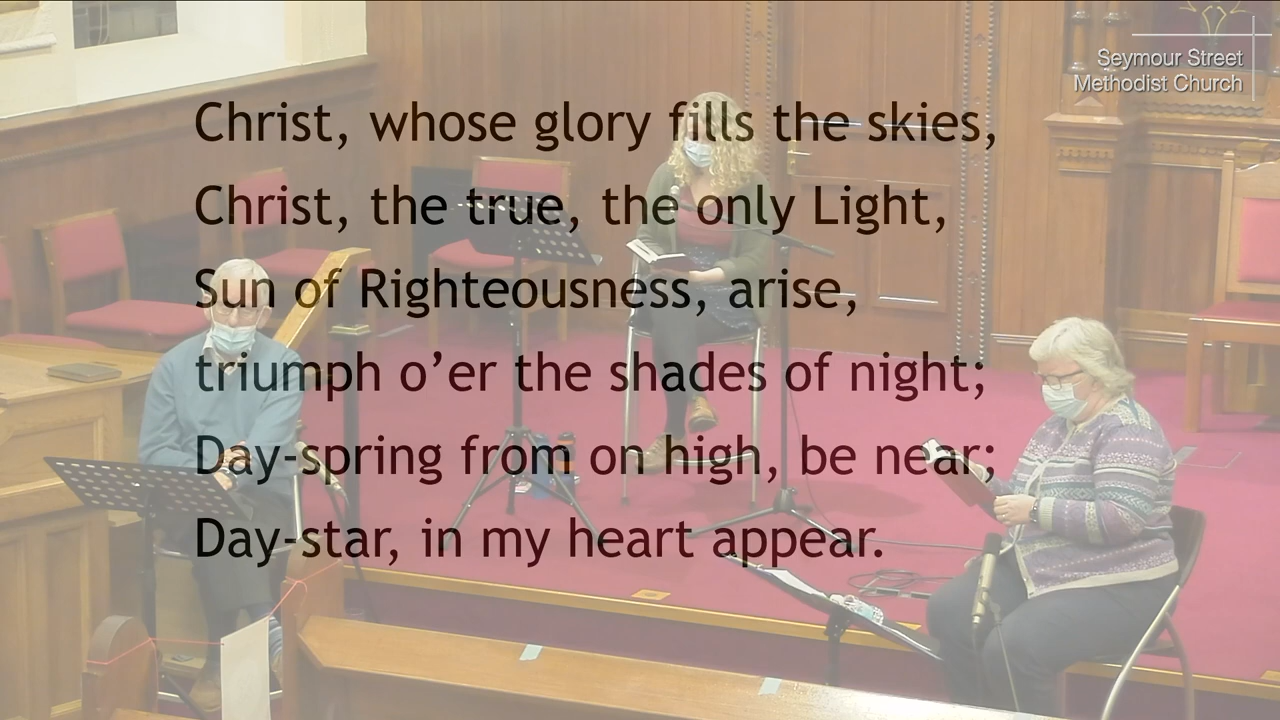 Seymour Street
Methodist Church
Christ, whose glory fills the skies,
Christ, the true, the only Light,
Sun of Righteousness, arise,
triumph o’er the shades of night;
Day-spring from on high, be near;
Day-star, in my heart appear.